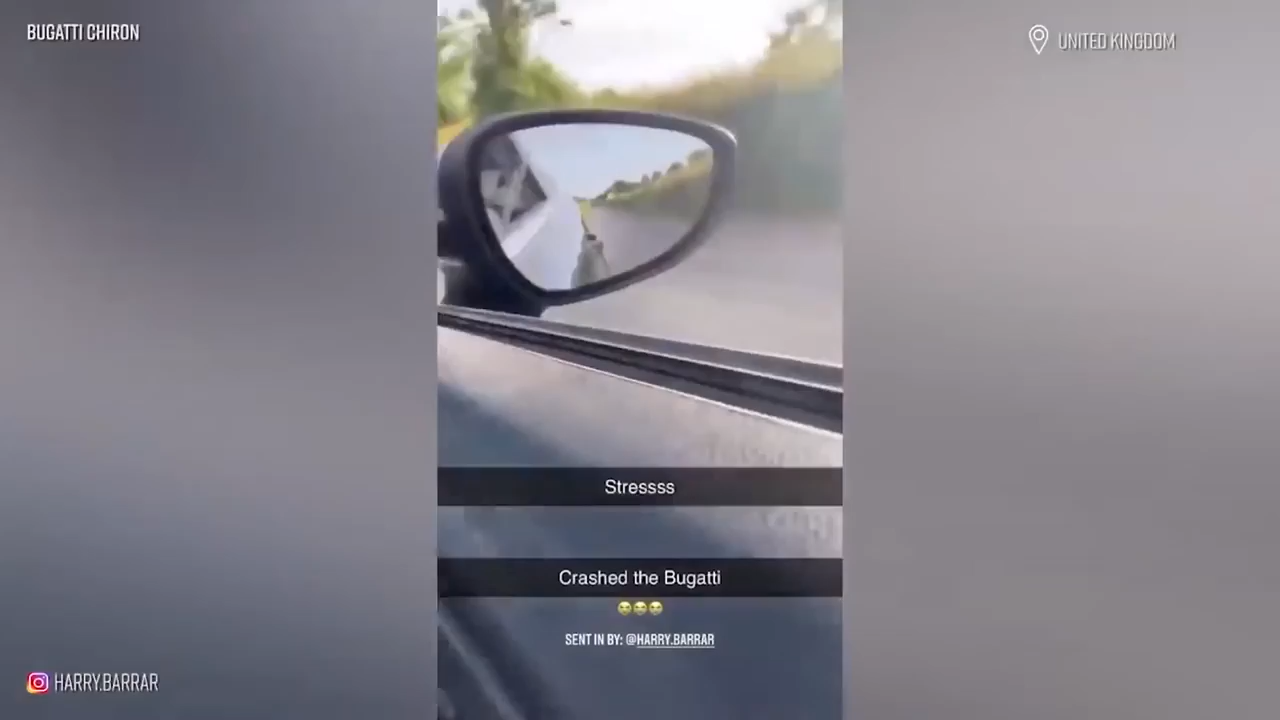 BUGATTI CHIRON
UNITED KINGDOM
Stressss
Crashed the Bugatti
😭😭😭
SENT IN BY: @HARRY.BARRAR
HARRY.BARRAR